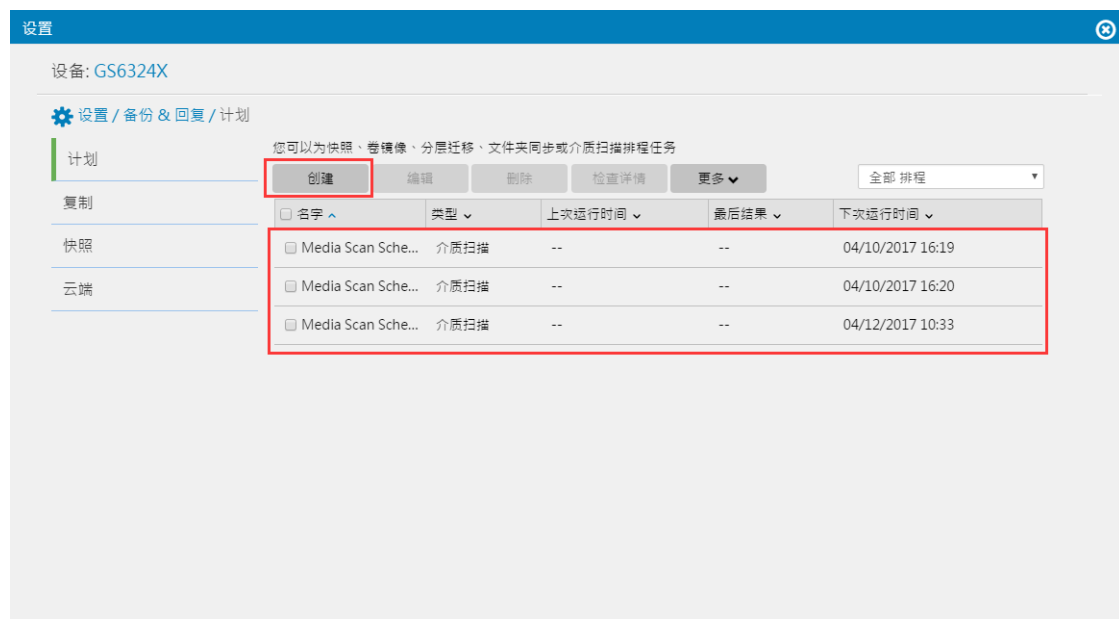 设置
设备: GS6324X
设置 / 备份 & 回复 / 计划
计划
复制
快照
云端
您可以为快照、卷镜像、分层迁移、文件夹同步或介质扫描排程任务
创建 编辑 删除 检查详情 更多 全部 排程
名字 类型 上次运行时间 最后结果 下次运行时间
Media Scan Sche... 介质扫描 -- -- 04/10/2017 16:19
Media Scan Sche... 介质扫描 -- -- 04/10/2017 16:20
Media Scan Sche... 介质扫描 -- -- 04/12/2017 10:33